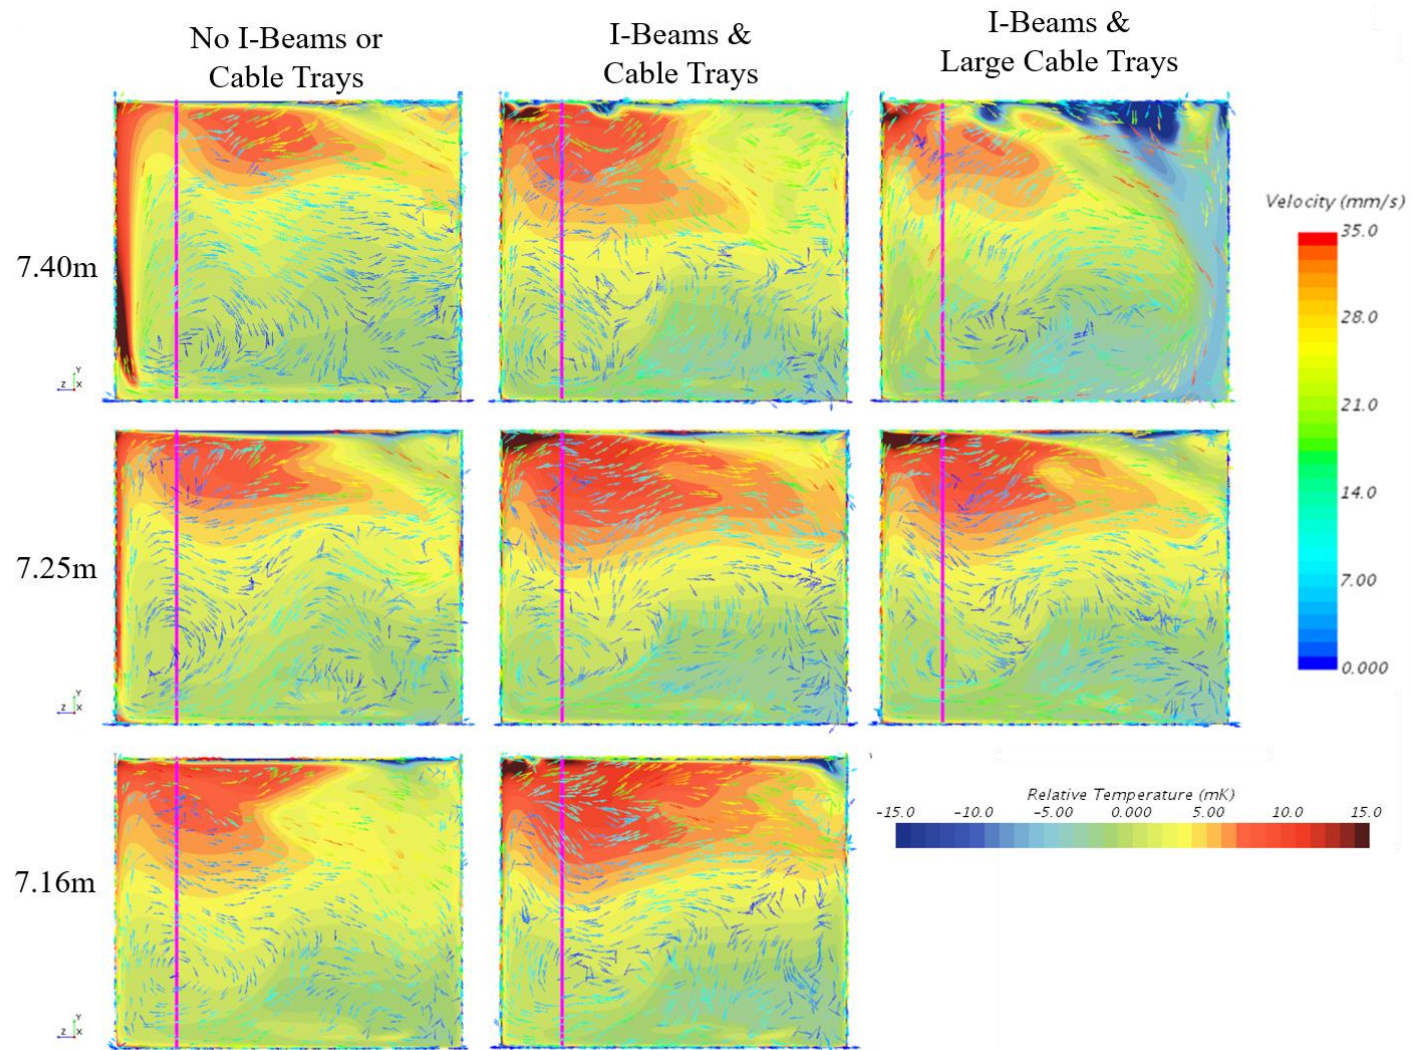 No I-Beams or
Cable Trays
I-Beams &
Cable Trays
I-Beams &
Large Cable Trays
7.40m
7.25m
7.16m
Velocity (mm/s)
35.0
28.0
21.0
14.0
7.00
0.000
Relative Temperature (mK)
-15.0 -10.0 -5.00 0.000 5.00 10.0 15.0
Y
Z X
Y
Z X
Y
Z X